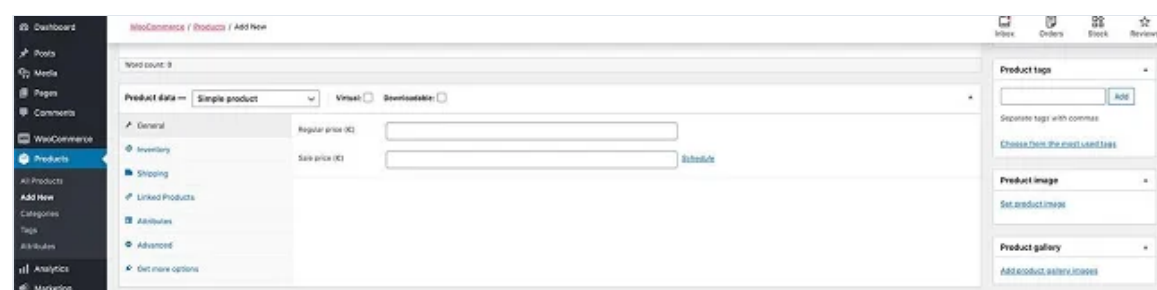 Dashboard
Posts
Media
Pages
Comments
WooCommerce
Products
All Products
Add New
Categories
Tags
Attributes
Analytics
Marketing
WooCommerce / Products / Add New
Inbox
Orders
Stock
Reviews
Word count: 0
Product data — Simple product Virtual: Downloadable:
General
Inventory
Shipping
Linked Products
Attributes
Advanced
Get more options
Regular price (€)
Sale price (€) Schedule
Product tags
Add
Separate tags with commas
Choose from the most used tags
Product image
Set product image
Product gallery
Add product gallery images